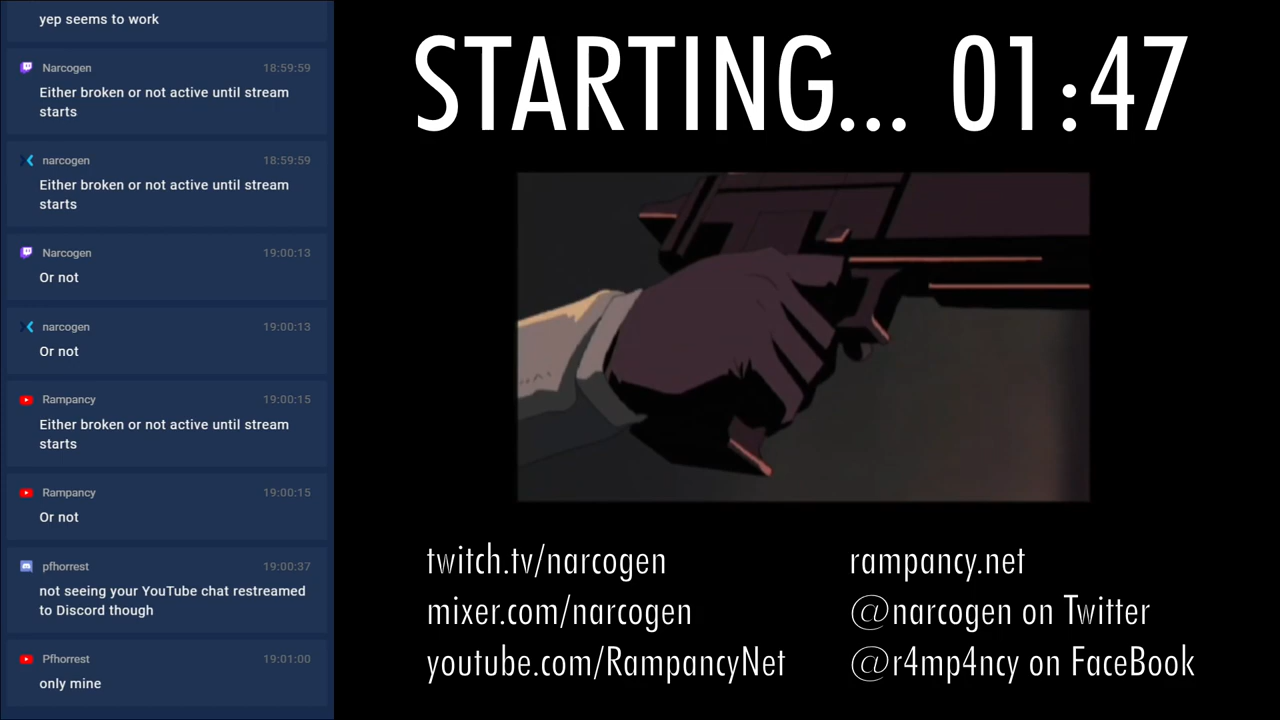 yep seems to work
Narcogen 18:59:59
Either broken or not active until stream
starts
narcogen 18:59:59
Either broken or not active until stream
starts
Narcogen 19:00:13
Or not
narcogen 19:00:13
Or not
Rampancy 19:00:15
Either broken or not active until stream
starts
Rampancy 19:00:15
Or not
pfhorrest 19:00:37
not seeing your YouTube chat restreamed
to Discord though
Pfhorrest 19:01:00
only mine
STARTING... 01:47
twitch.tv/narcogen
mixer.com/narcogen
youtube.com/RampancyNet
rampancy.net
@narcogen on Twitter
@r4mp4ncy on FaceBook